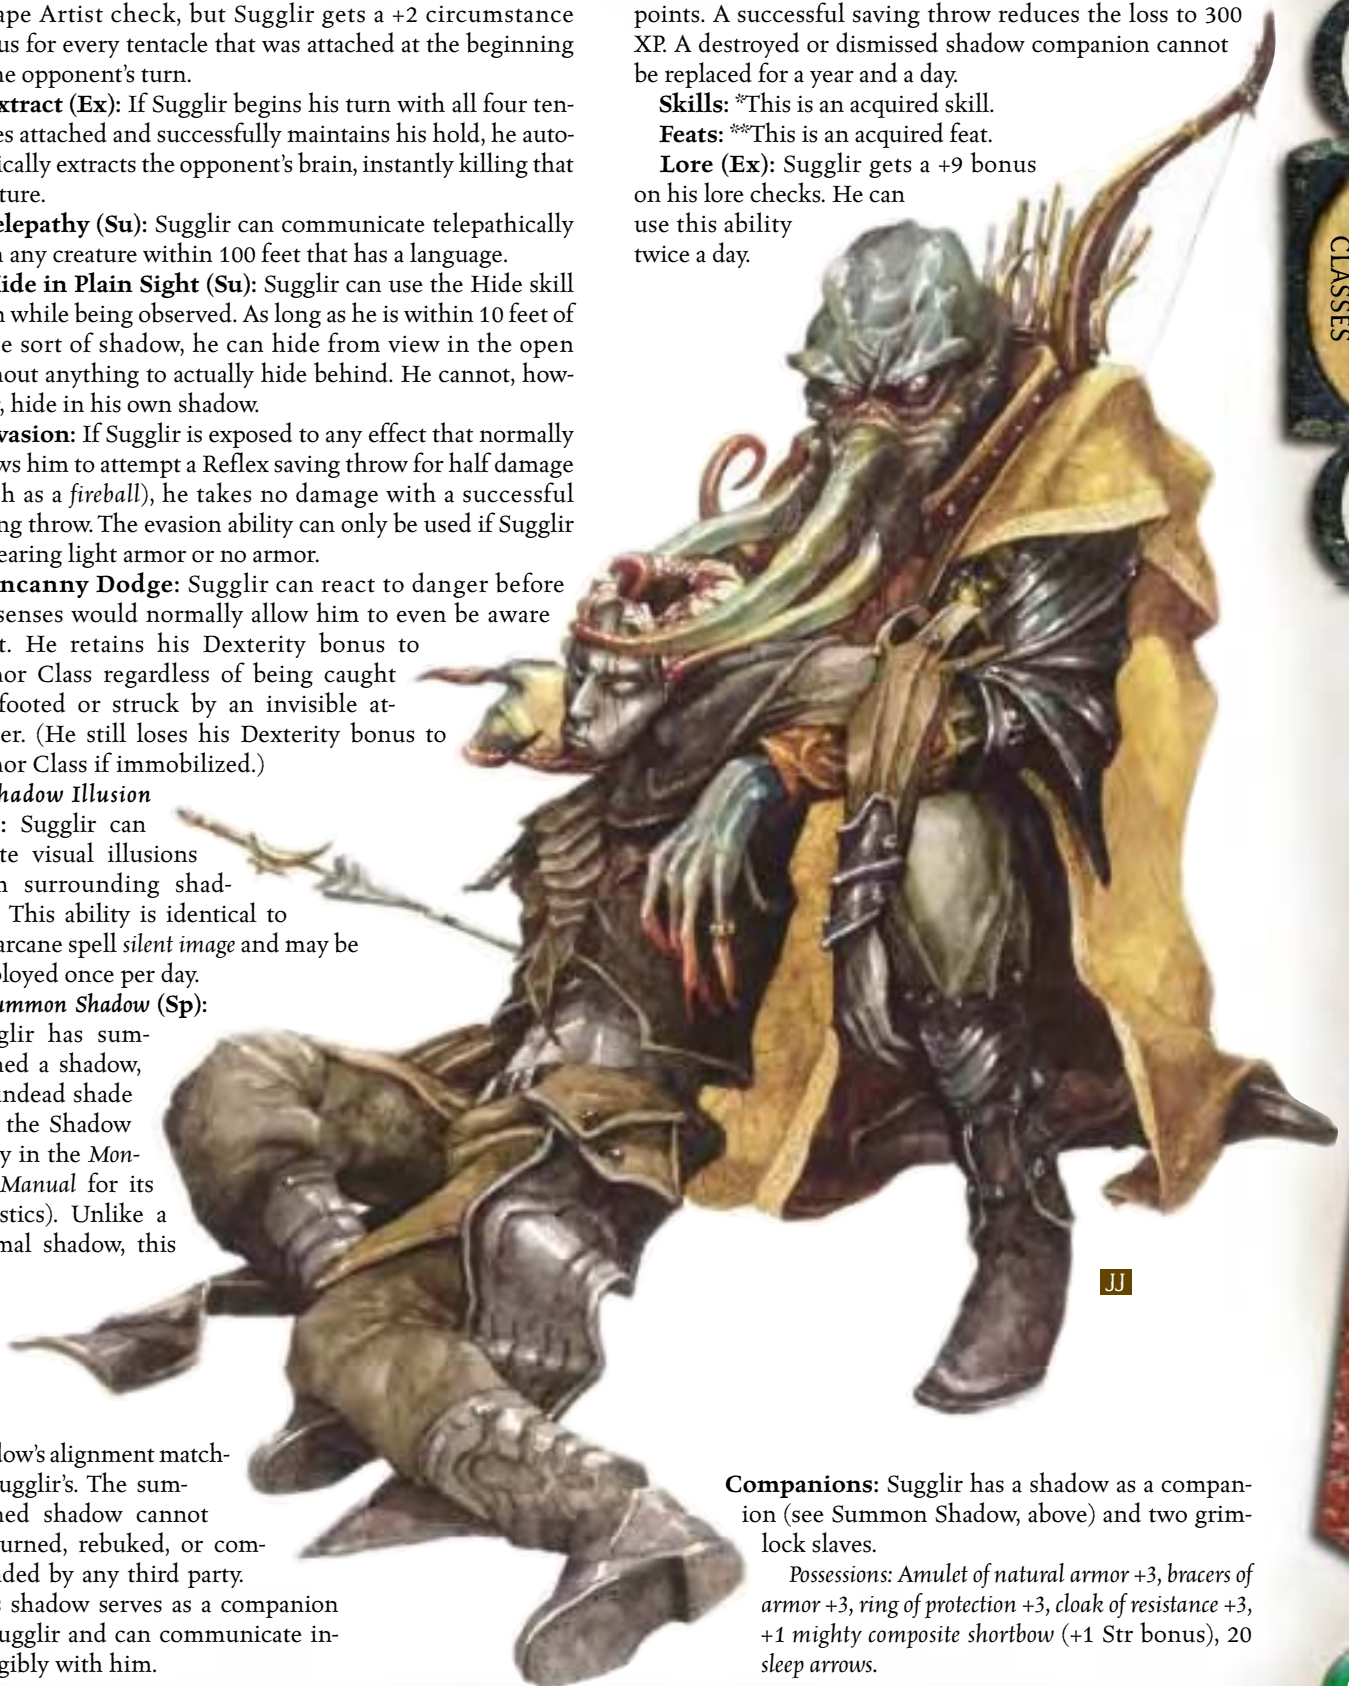 ape Artist check, but Sugglir gets a +2 circumstance
us for every tentacle that was attached at the beginning
he opponent's turn.
xtract (Ex): If Sugglir begins his turn with all four ten-
es attached and successfully maintains his hold, he auto-
ically extracts the opponent's brain, instantly killing that
ture.
elepathy (Su): Sugglir can communicate telepathically
n any creature within 100 feet that has a language.
lide in Plain Sight (Su): Sugglir can use the Hide skill
n while being observed. As long as he is within 10 feet of
e sort of shadow, he can hide from view in the open
hout anything to actually hide behind. He cannot, how-
, hide in his own shadow.
vasion: If Sugglir is exposed to any effect that normally
ws him to attempt a Reflex saving throw for half damage
h as a fireball), he takes no damage with a successful
ng throw. The evasion ability can only be used if Sugglir
earing light armor or no armor.
ncanny Dodge: Sugglir can react to danger before
senses would normally allow him to even be aware
t. He retains his Dexterity bonus to
nor Class regardless of being caught
footed or struck by an invisible at-
er. (He still loses his Dexterity bonus to
nor Class if immobilized.)
hadow Illusion
: Sugglir can
te visual illusions
n surrounding shad-
This ability is identical to
arcane spell silent image and may be
ployed once per day.
ummon Shadow (Sp):
glir has sum-
ned a shadow,
undead shade
the Shadow
y in the Mon-
Manual for its
stics). Unlike a
mal shadow, this
dow's alignment match-
ugglir's. The sum-
ned shadow cannot
urned, rebuked, or com-
ded by any third party.
s shadow serves as a companion
ugglir and can communicate in-
gibly with him.
points. A successful saving throw reduces the loss to 300
XP. A destroyed or dismissed shadow companion cannot
be replaced for a year and a day.
Skills: *This is an acquired skill.
Feats: **This is an acquired feat.
Lore (Ex): Sugglir gets a +9 bonus
on his lore checks. He can
use this ability
twice a day.
JJ
Companions: Sugglir has a shadow as a compan-
ion (see Summon Shadow, above) and two grim-
lock slaves.
Possessions: Amulet of natural armor +3, bracers of
armor +3, ring of protection +3, cloak of resistance +3,
+1 mighty composite shortbow (+1 Str bonus), 20
sleep arrows.
CLASSES